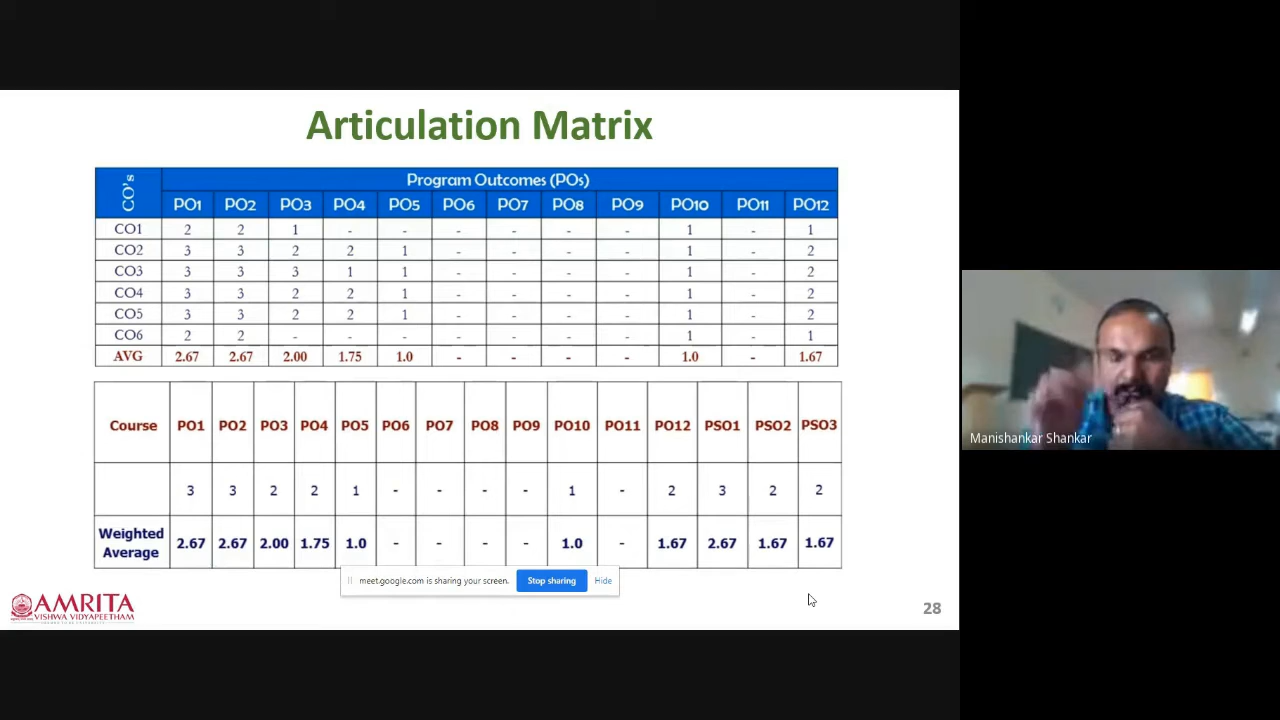 Articulation Matrix
CO's Program Outcomes (POs)
PO1 PO2 PO3 PO4 PO5 PO6 PO7 PO8 PO9 PO10 PO11 PO12
CO1 2 2 1 - - - - - - 1 - 1
CO2 3 3 2 2 1 - - - - 1 - 2
CO3 3 3 3 1 1 - - - - 1 - 2
CO4 3 3 2 2 1 - - - - 1 - 2
CO5 3 3 2 2 1 - - - - 1 - 2
CO6 2 2 - - - - - - - 1 - 1
AVG 2.67 2.67 2.00 1.75 1.0 - - - - 1.0 - 1.67
Course PO1 PO2 PO3 PO4 PO5 PO6 PO7 PO8 PO9 PO10 PO11 PO12 PSO1 PSO2 PSO3
3 3 2 2 1 - - - - 1 - 2 3 2 2
Weighted
Average 2.67 2.67 2.00 1.75 1.0 - - - - 1.0 - 1.67 2.67 1.67 1.67
meet.google.com is sharing your screen. Stop sharing Hide
AMRITA
VISHWA VIDYAPEETHAM
28
Manishankar Shankar